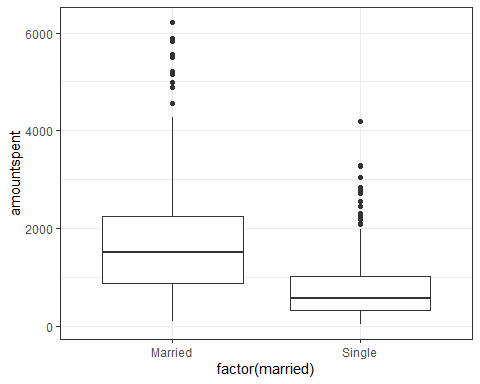 6000
4000
2000
0
amountspent
Married Single
factor(married)